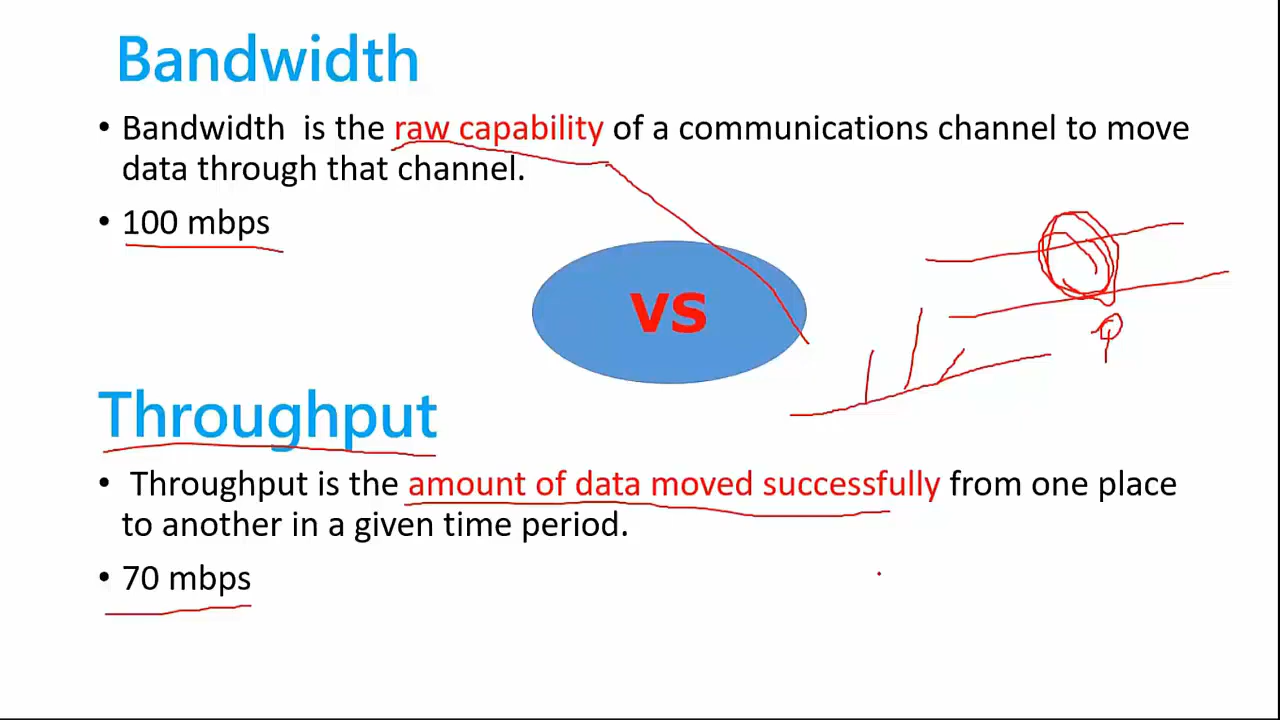 Bandwidth
• Bandwidth is the raw capability of a communications channel to move
data through that channel.
• 100 mbps
VS
Throughput
• Throughput is the amount of data moved successfully from one place
to another in a given time period.
• 70 mbps